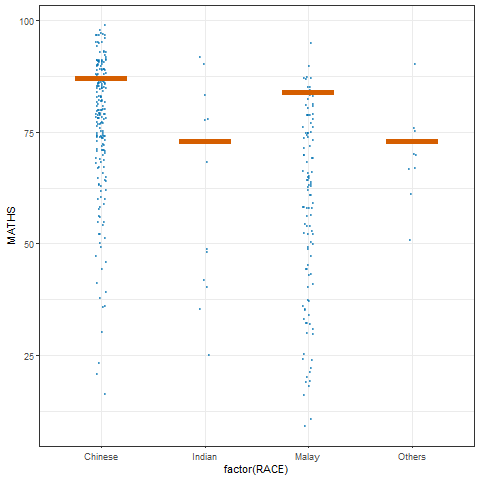 100
75
50
25
MATHS
Chinese
Indian
Malay
Others
factor(RACE)